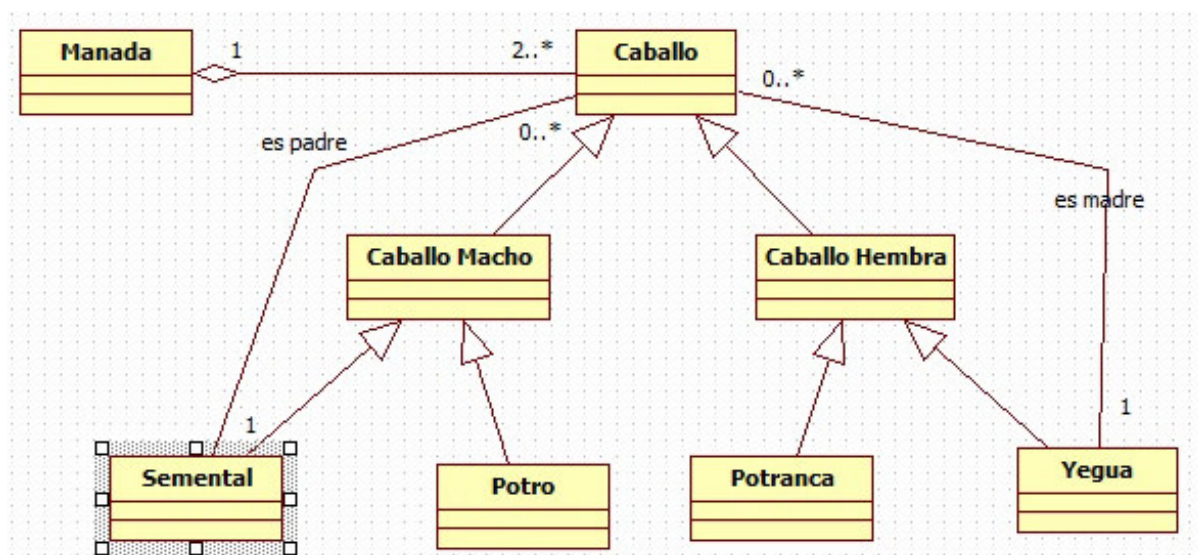 Manada
1
2..*
Caballo
0..*
es padre
0..*
es madre
Caballo Macho
Caballo Hembra
1
1
Semental
Potro
Potranca
Yegua